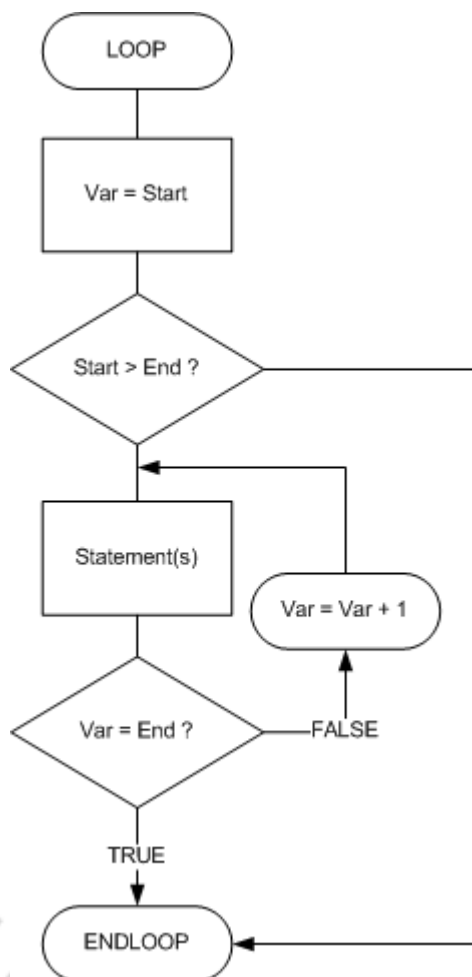 LOOP
Var = Start
Start > End ?
Statement(s)
Var = Var + 1
Var = End ?
FALSE
TRUE
ENDLOOP